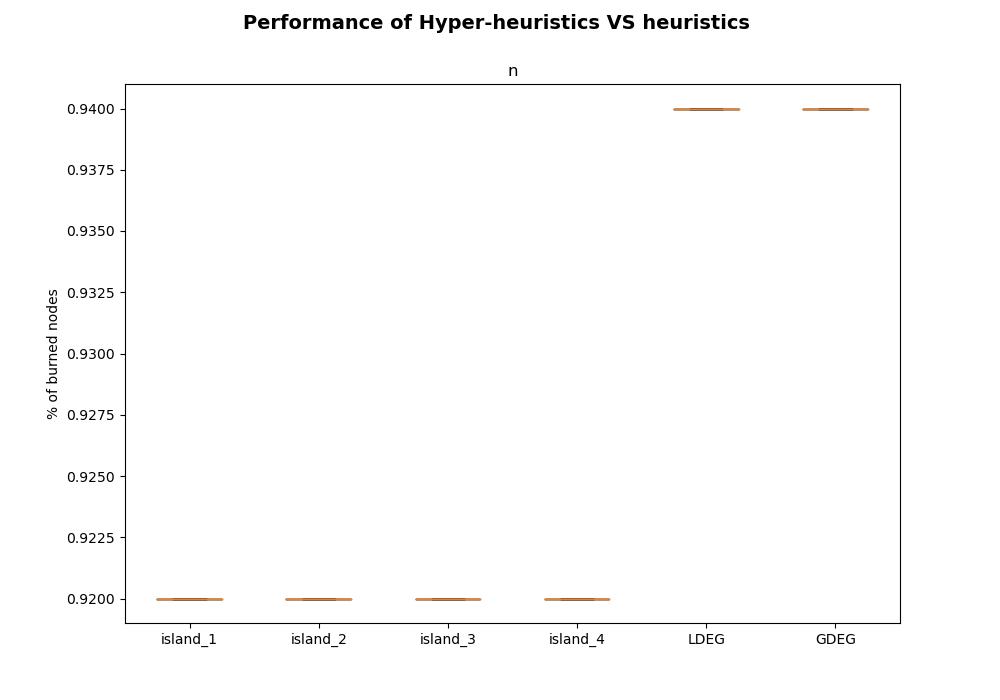 Performance of Hyper-heuristics VS heuristics
n
0.9400
0.9375
0.9350
0.9325
0.9300
0.9275
0.9250
0.9225
0.9200
% of burned nodes
island_1 island_2 island_3 island_4 LDEG GDEG